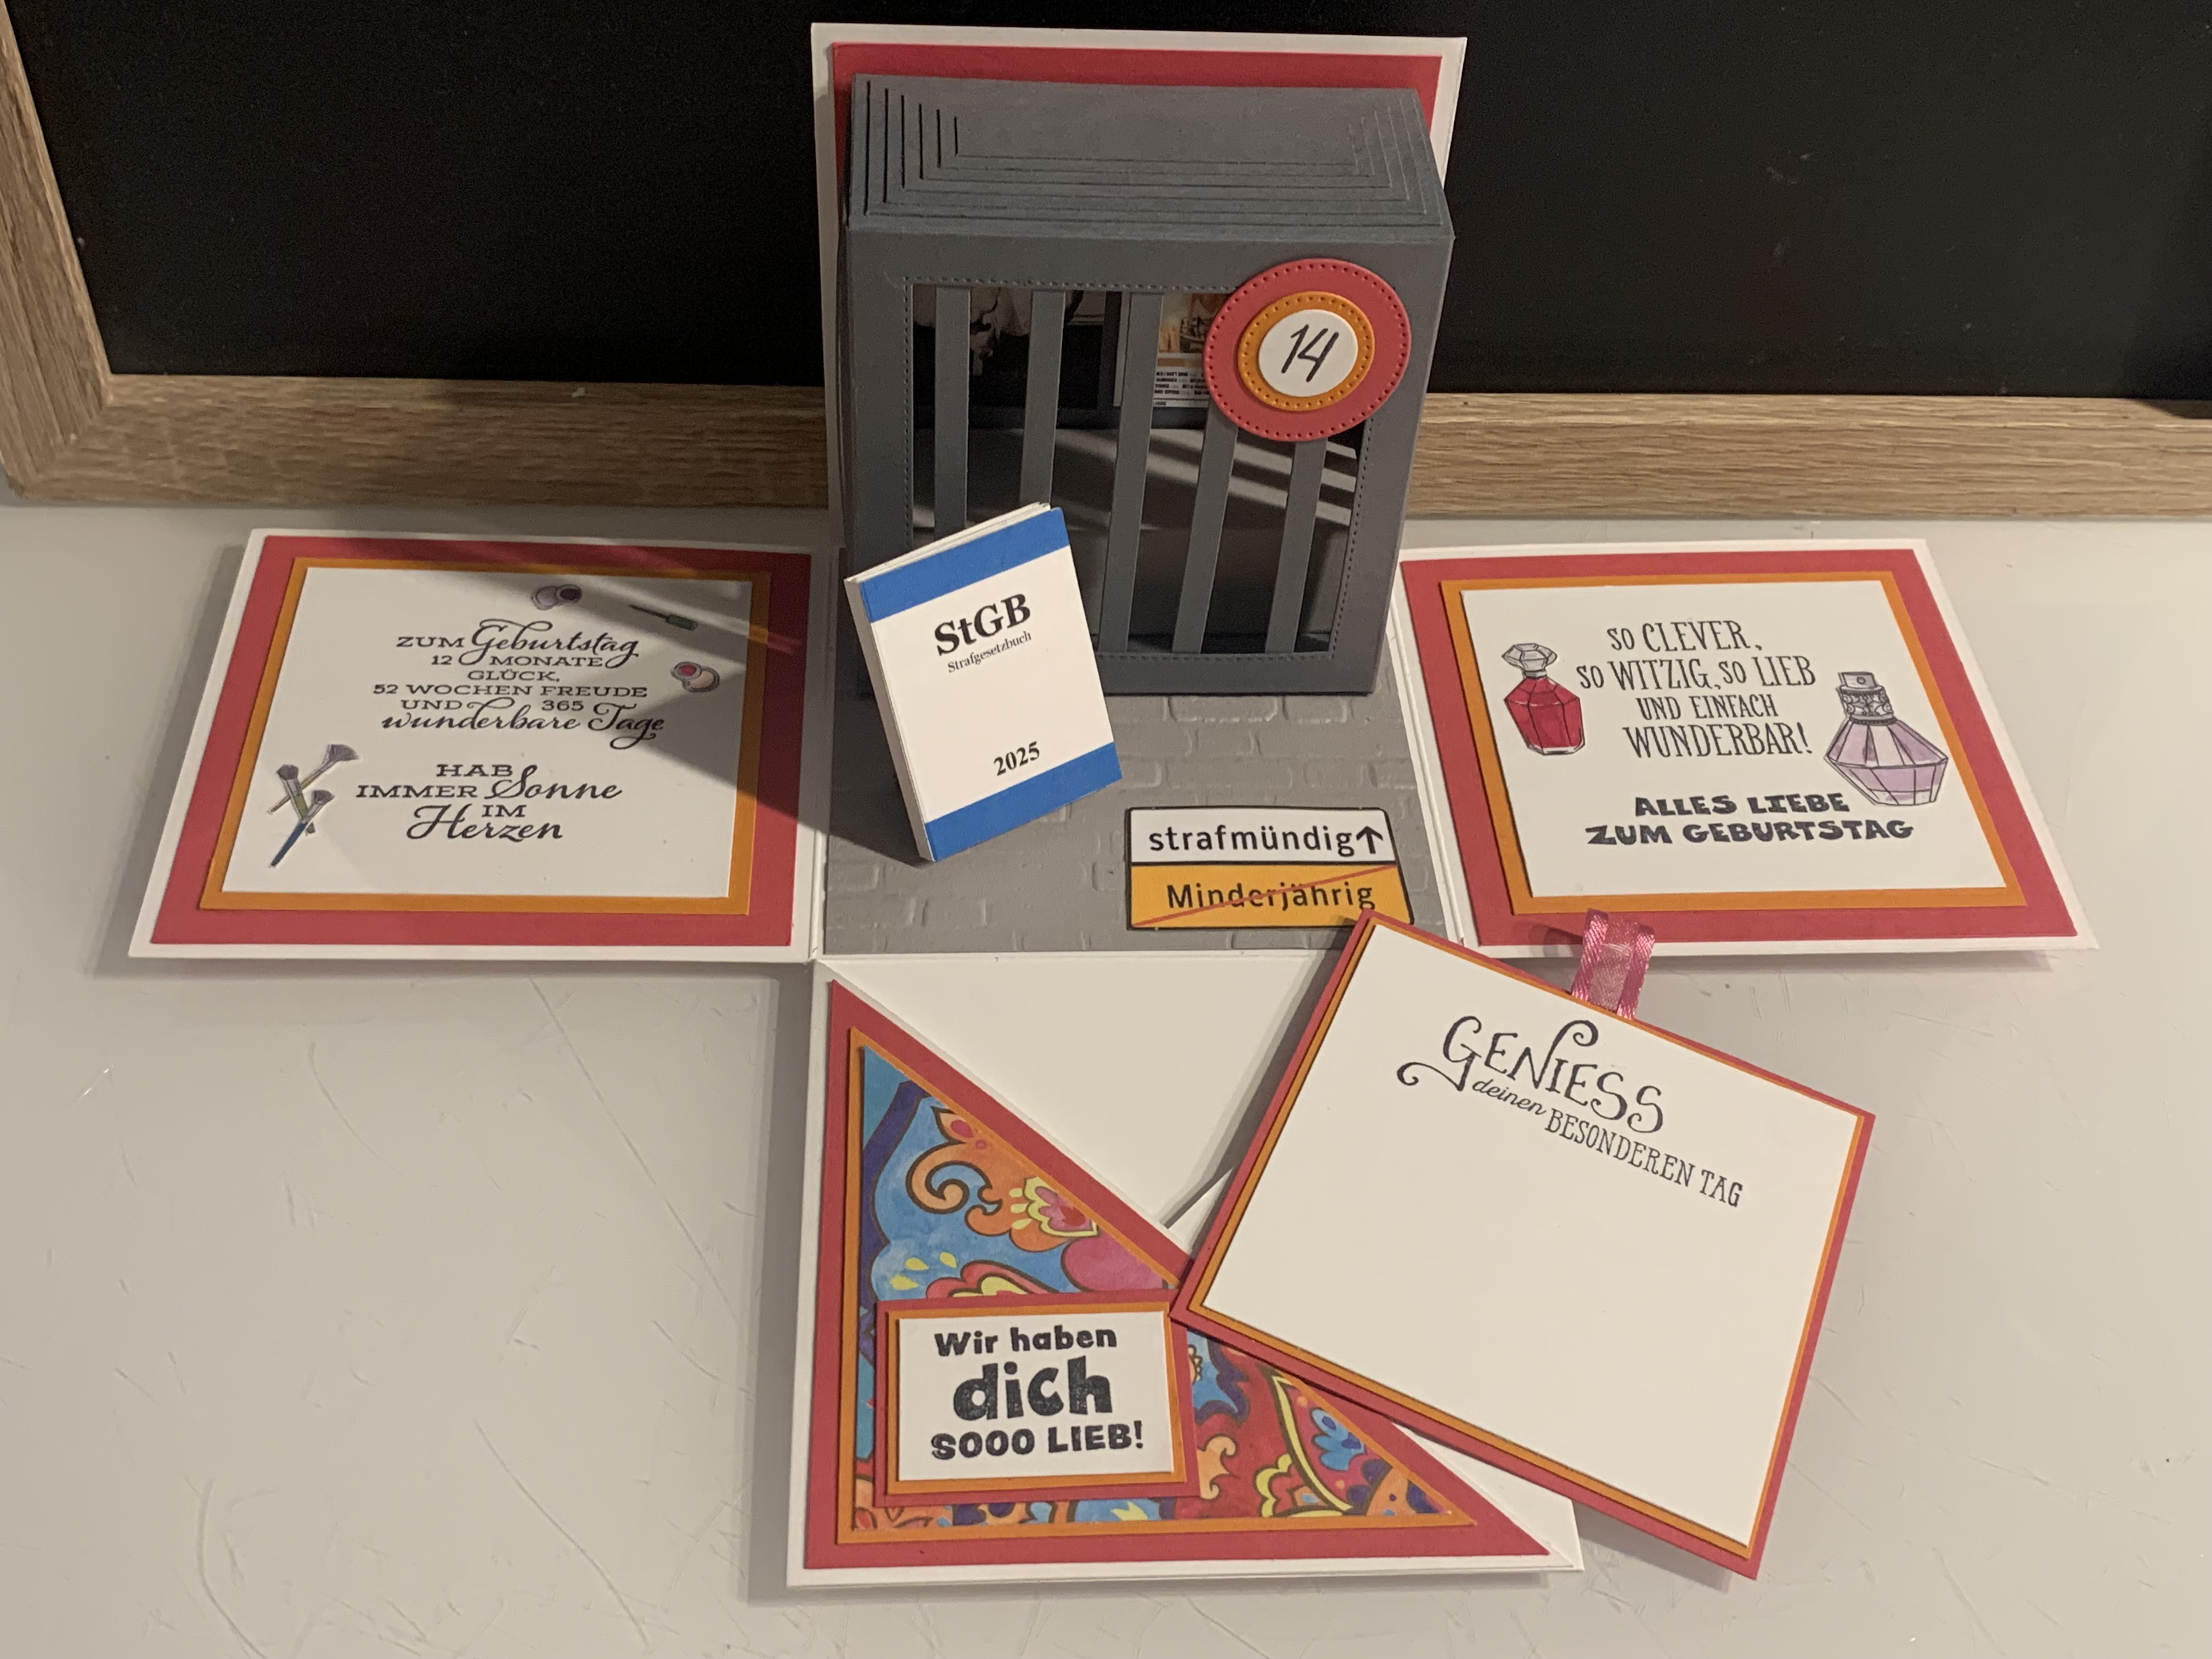 14
StGB
Strafgesetzbuch
2025
strafmündig↑
Minderjährig
ZUM Geburtstag
12 MONATE
GLÜCK,
52 WOCHEN FREUDE
UND 365
wunderbare Tage
HAB
IMMER Sonne
IM
Herzen
SO CLEVER,
SO WITZIG, SO LIEB
UND EINFACH
WUNDERBAR!
ALLES LIEBE
ZUM GEBURTSTAG
GENIESS
deinen BESONDEREN TAG
Wir haben
dich
SOOO LIEB!